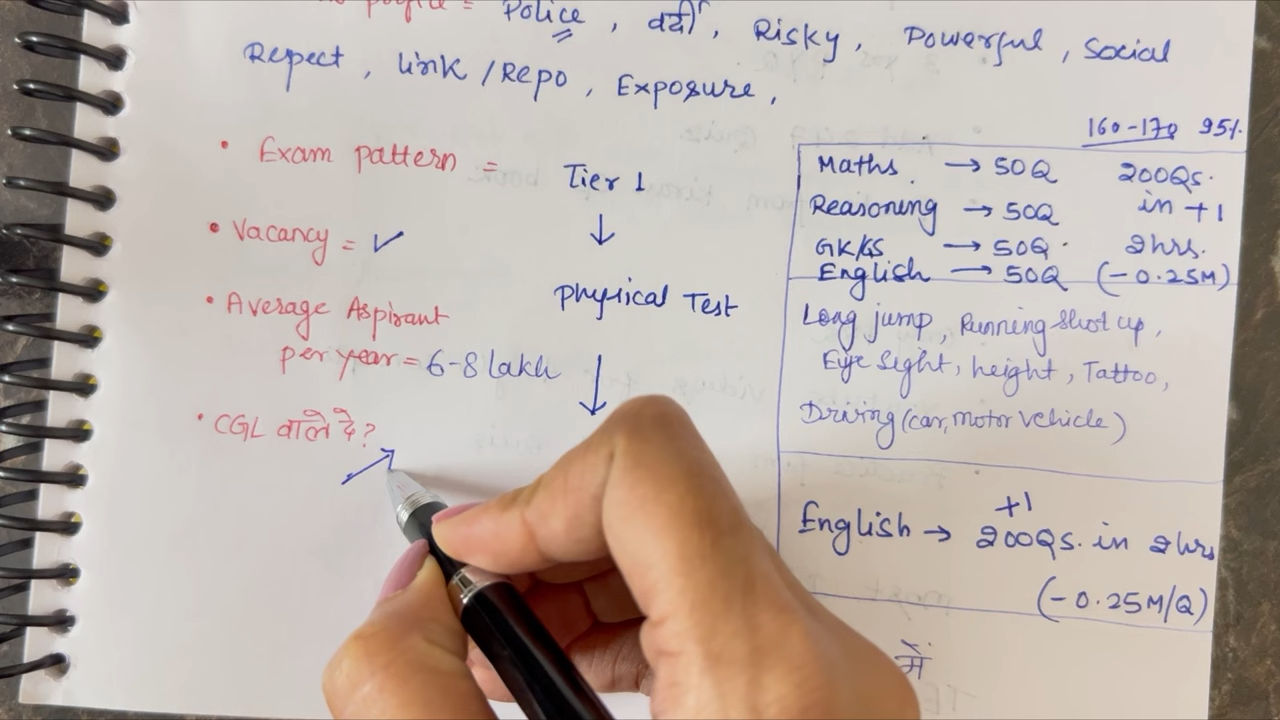 profile = Police, वर्दी, Risky, Powerful, Social
Repect, link/Repo, Exposure,
• Exam pattern = Tier 1
↓
Physical Test
↓
• Vacancy = ✓
• Average Aspirant
per year = 6-8 lakh
• CGL वाले दे?
160-170 95%
Maths. → 50Q 200Qs.
Reasoning → 50Q in +1
GK/GS → 50Q. 2hrs.
English → 50Q (-0.25M)
Long jump, Running shot up,
Eye sight, height, Tattoo,
Driving (car, motor vehicle)
+1
English → 200Qs. in 2hrs
(-0.25M/Q)
में